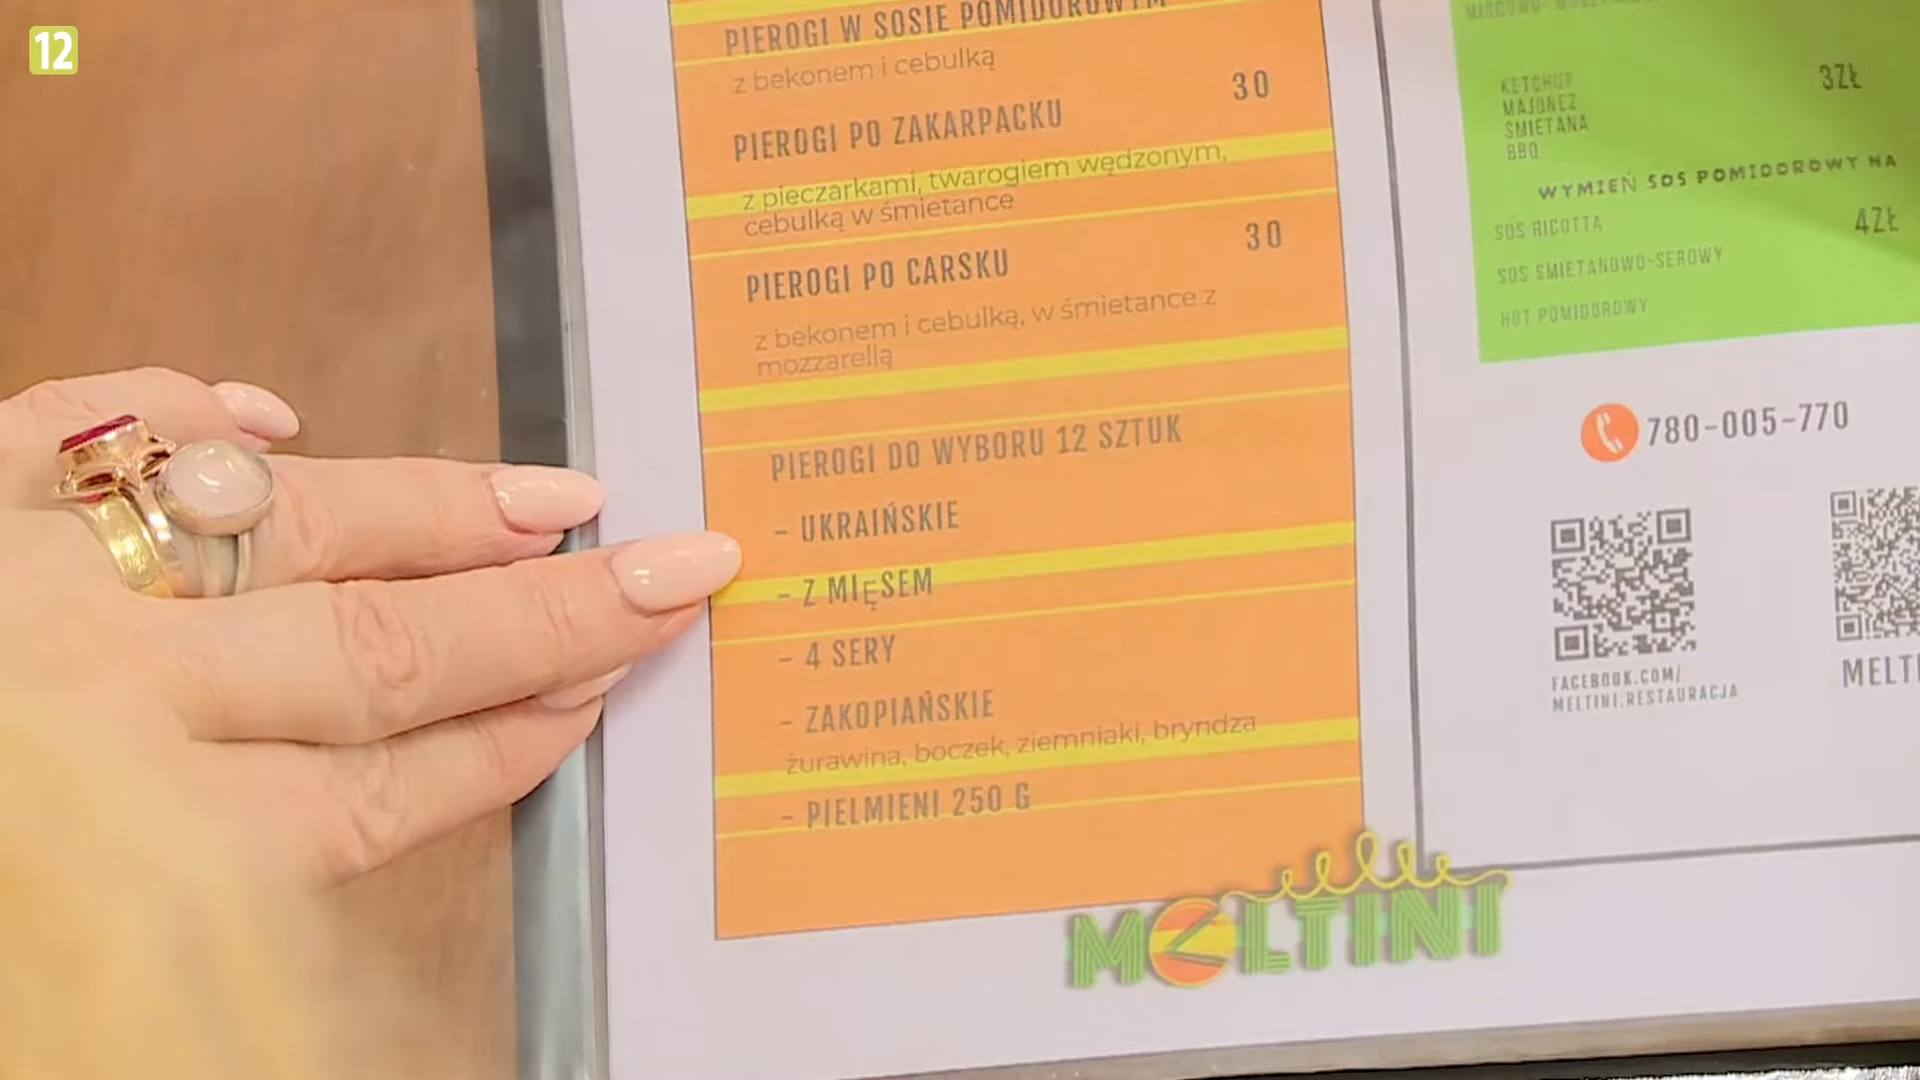 12
PIEROGI W SOSIE POMIDOROWYM
z bekonem i cebulką
PIEROGI PO ZAKARPACKU 30
z pieczarkami, twarogiem wędzonym,
cebulką w śmietance
PIEROGI PO CARSKU 30
z bekonem i cebulką, w śmietance z
mozzarellą
PIEROGI DO WYBORU 12 SZTUK
- UKRAIŃSKIE
- Z MIĘSEM
- 4 SERY
- ZAKOPIAŃSKIE
żurawina, boczek, ziemniaki, bryndza
- PIELMIENI 250 G
MELTINI
KETCHUP 3ZŁ
MAJONEZ
ŚMIETANA
BBQ
WYMIEŃ SOS POMIDOROWY NA
SOS RICOTTA 4ZŁ
SOS ŚMIETANOWO-SEROWY
HOT POMIDOROWY
780-005-770
FACEBOOK.COM/
MELTINI.RESTAURACJA